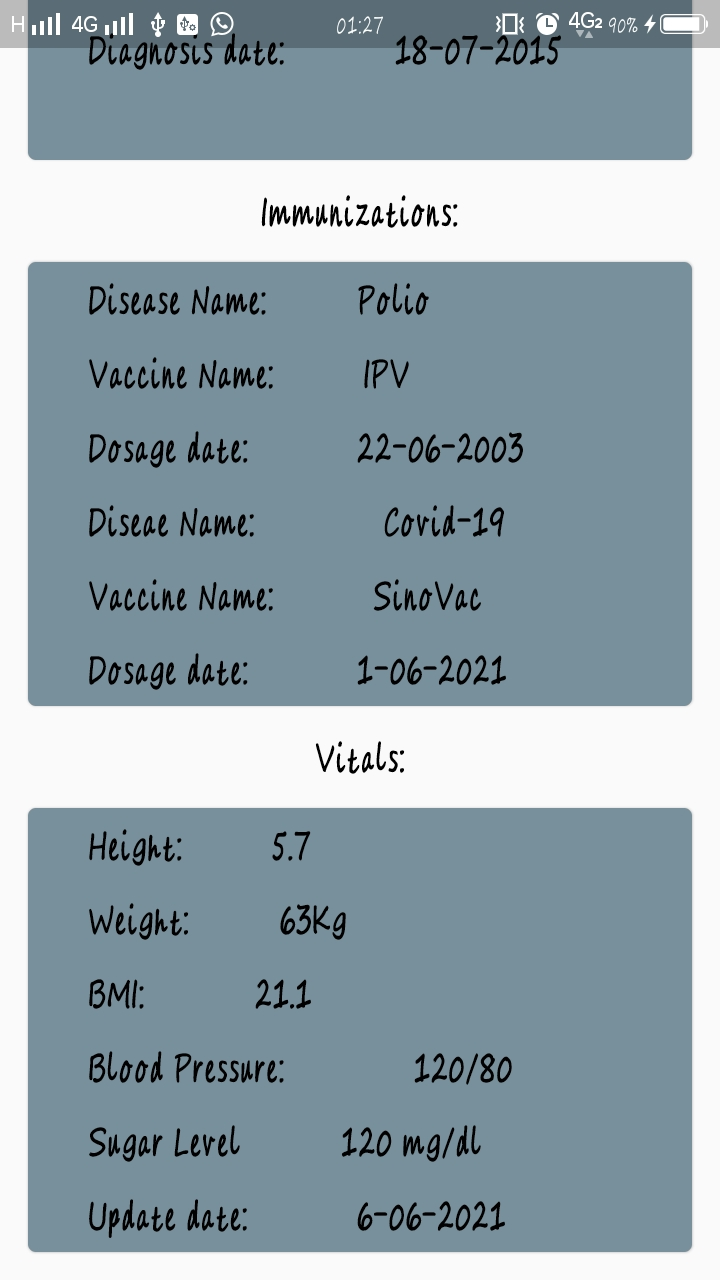 H 4G 01:27 4G2 90%
Diagnosis date: 18-07-2015
Immunizations:
Disease Name: Polio
Vaccine Name: IPV
Dosage date: 22-06-2003
Diseae Name: Covid-19
Vaccine Name: SinoVac
Dosage date: 1-06-2021
Vitals:
Height: 5.7
Weight: 63Kg
BMI: 21.1
Blood Pressure: 120/80
Sugar Level 120 mg/dl
Update date: 6-06-2021